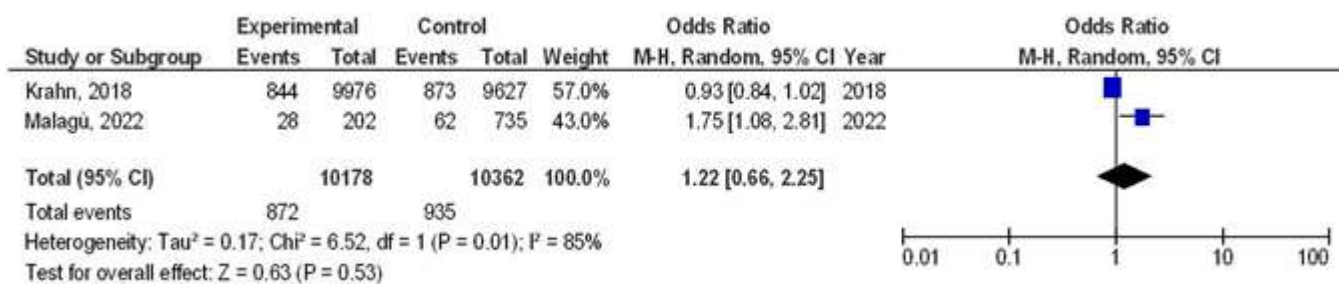 Experimental Control Odds Ratio Odds Ratio
Study or Subgroup Events Total Events Total Weight M-H, Random, 95% CI Year M-H, Random, 95% CI
Krahn, 2018 844 9976 873 9627 57.0% 0.93 [0.84, 1.02] 2018
Malagù, 2022 28 202 62 735 43.0% 1.75 [1.08, 2.81] 2022
Total (95% CI) 10178 10362 100.0% 1.22 [0.66, 2.25]
Total events 872 935
Heterogeneity: Tau² = 0.17; Chi² = 6.52, df = 1 (P = 0.01); I² = 85%
Test for overall effect: Z = 0.63 (P = 0.53)
0.01 0.1 1 10 100